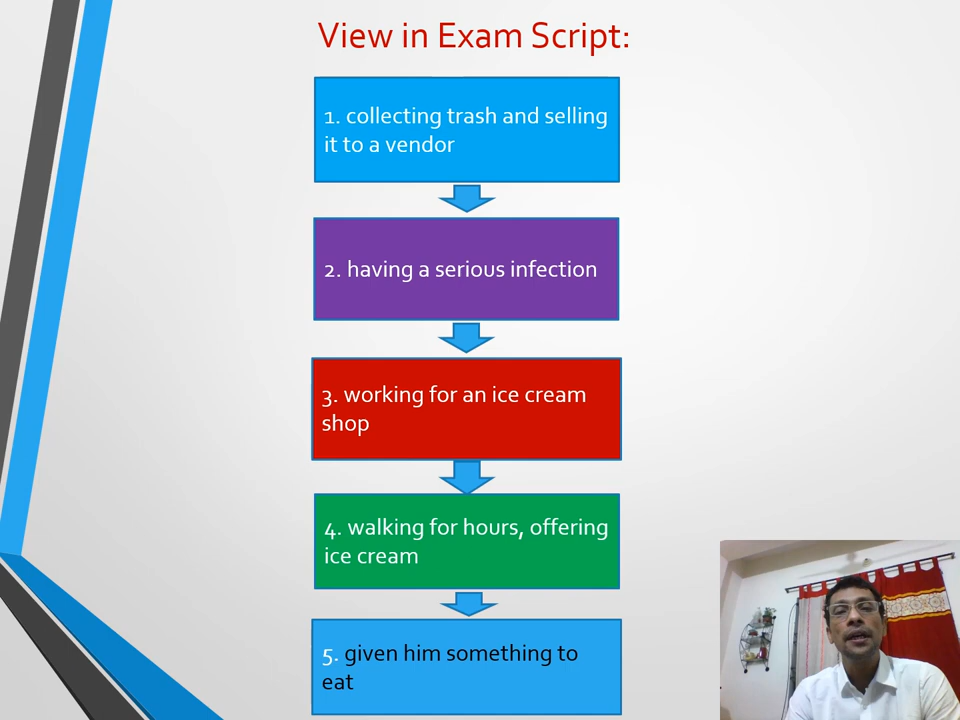 View in Exam Script:
1. collecting trash and selling
it to a vendor
2. having a serious infection
3. working for an ice cream
shop
4. walking for hours, offering
ice cream
5. given him something to
eat